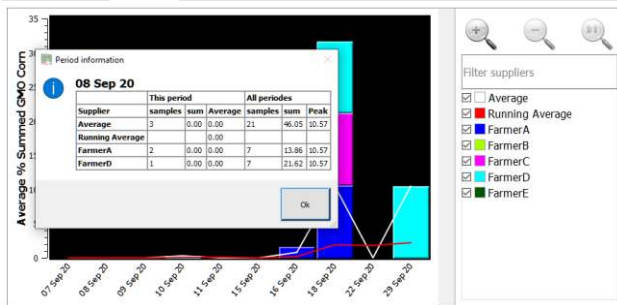 35
30
25
20
15
10
5
0
Average % Summed GMO Corn
Period information
08 Sep 20
This period All periodes
Supplier samples sum Average samples sum Peak
Average 3 0.00 0.00 21 46.05 10.57
Running Average 0.00
FarmerA 2 0.00 0.00 7 13.86 10.57
FarmerD 1 0.00 0.00 7 21.62 10.57
Ok
07 Sep 20
08 Sep 20
09 Sep 20
10 Sep 20
11 Sep 20
15 Sep 20
16 Sep 20
18 Sep 20
22 Sep 20
29 Sep 20
1:1
Filter suppliers
Average
Running Average
FarmerA
FarmerB
FarmerC
FarmerD
FarmerE